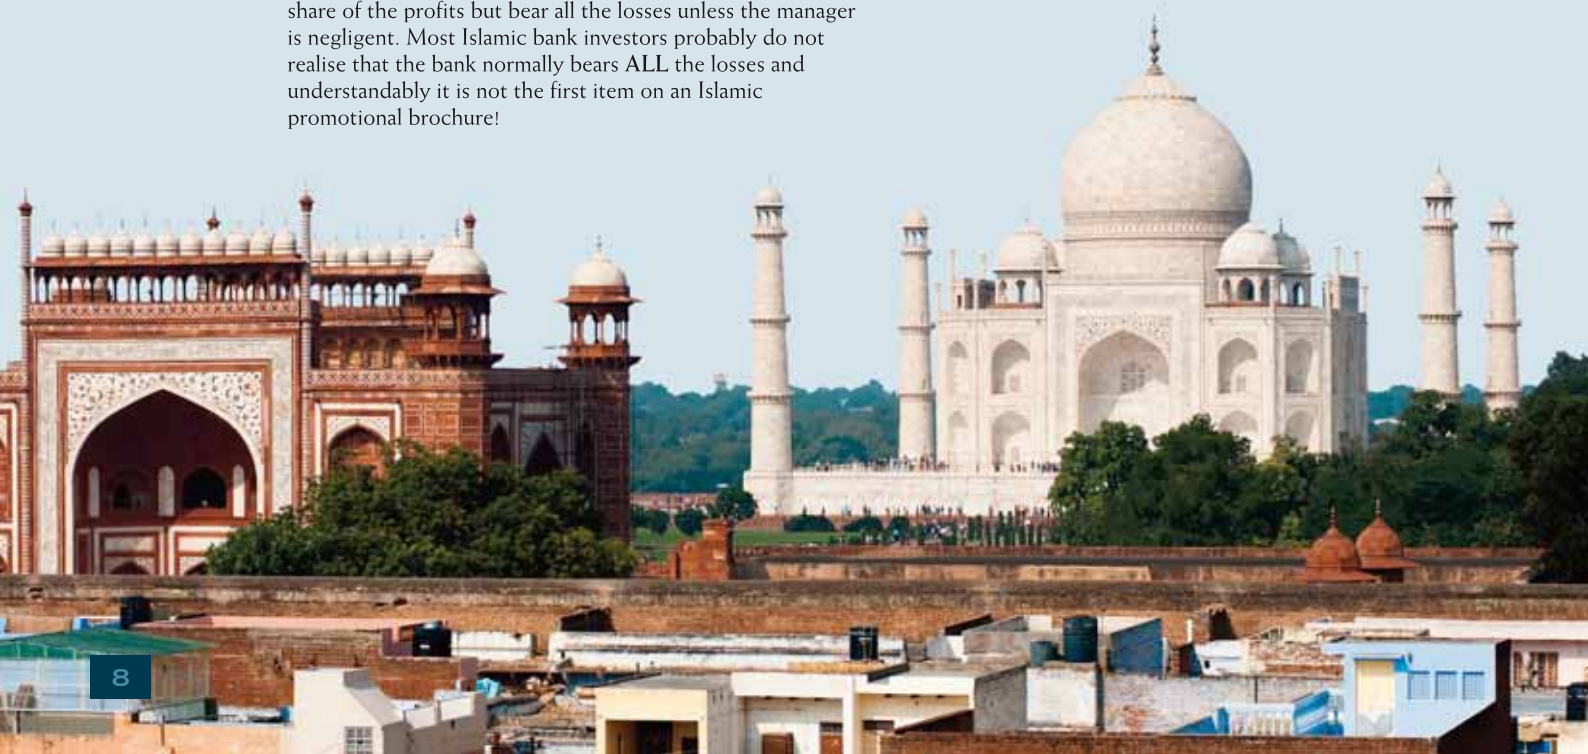 share of the profits but bear all the losses unless the manager
is negligent. Most Islamic bank investors probably do not
realise that the bank normally bears ALL the losses and
understandably it is not the first item on an Islamic
promotional brochure!
8